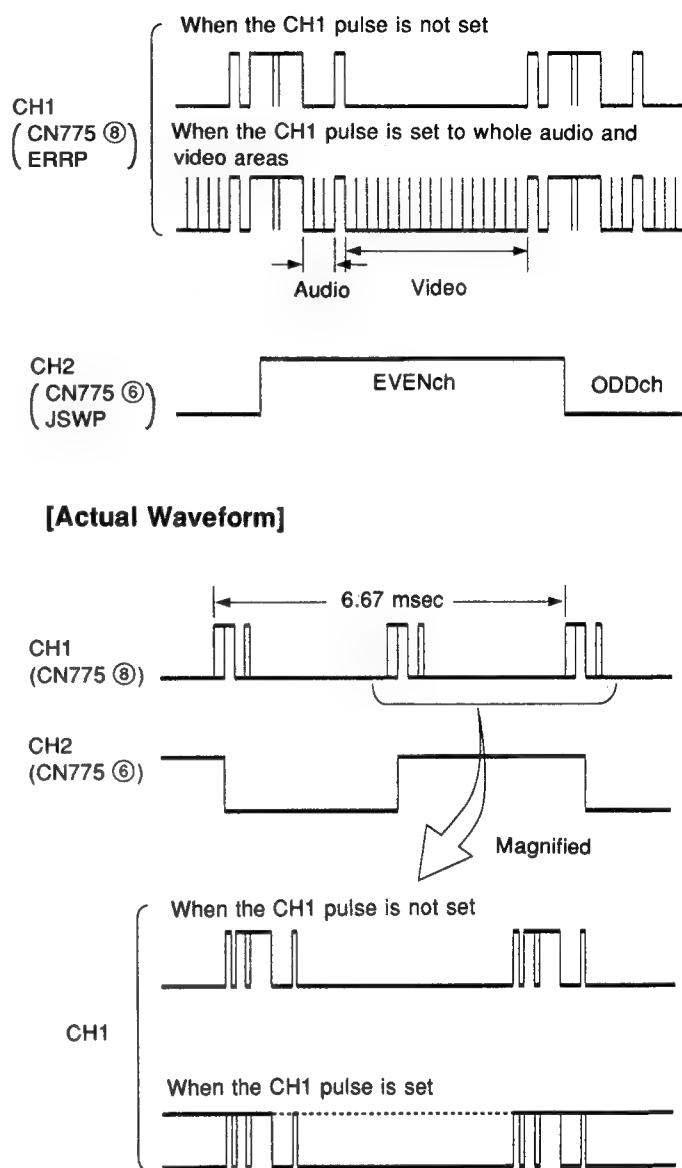 When the CH1 pulse is not set
CH1
(CN775 ⑧
ERRP)
When the CH1 pulse is set to whole audio and
video areas
Audio
Video
CH2
(CN775 ⑥
JSWP)
EVENch
ODDch
[Actual Waveform]
6.67 msec
CH1
(CN775 ⑧)
CH2
(CN775 ⑥)
Magnified
When the CH1 pulse is not set
CH1
When the CH1 pulse is set